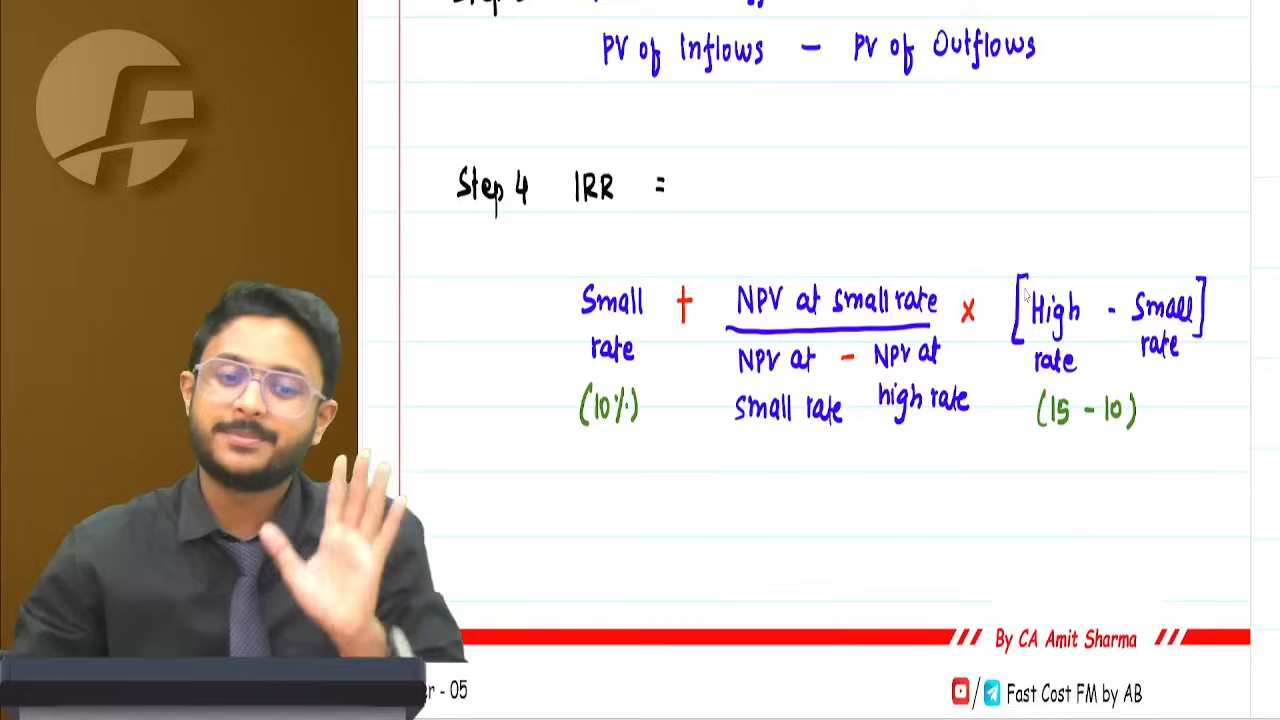 PV of Inflows - PV of Outflows
Step 4 IRR =
Small rate + NPV at small rate × [High rate - Small rate]
NPV at small rate - NPV at high rate
(10%) (15 - 10)
By CA Amit Sharma
- 05
Fast Cost FM by AB